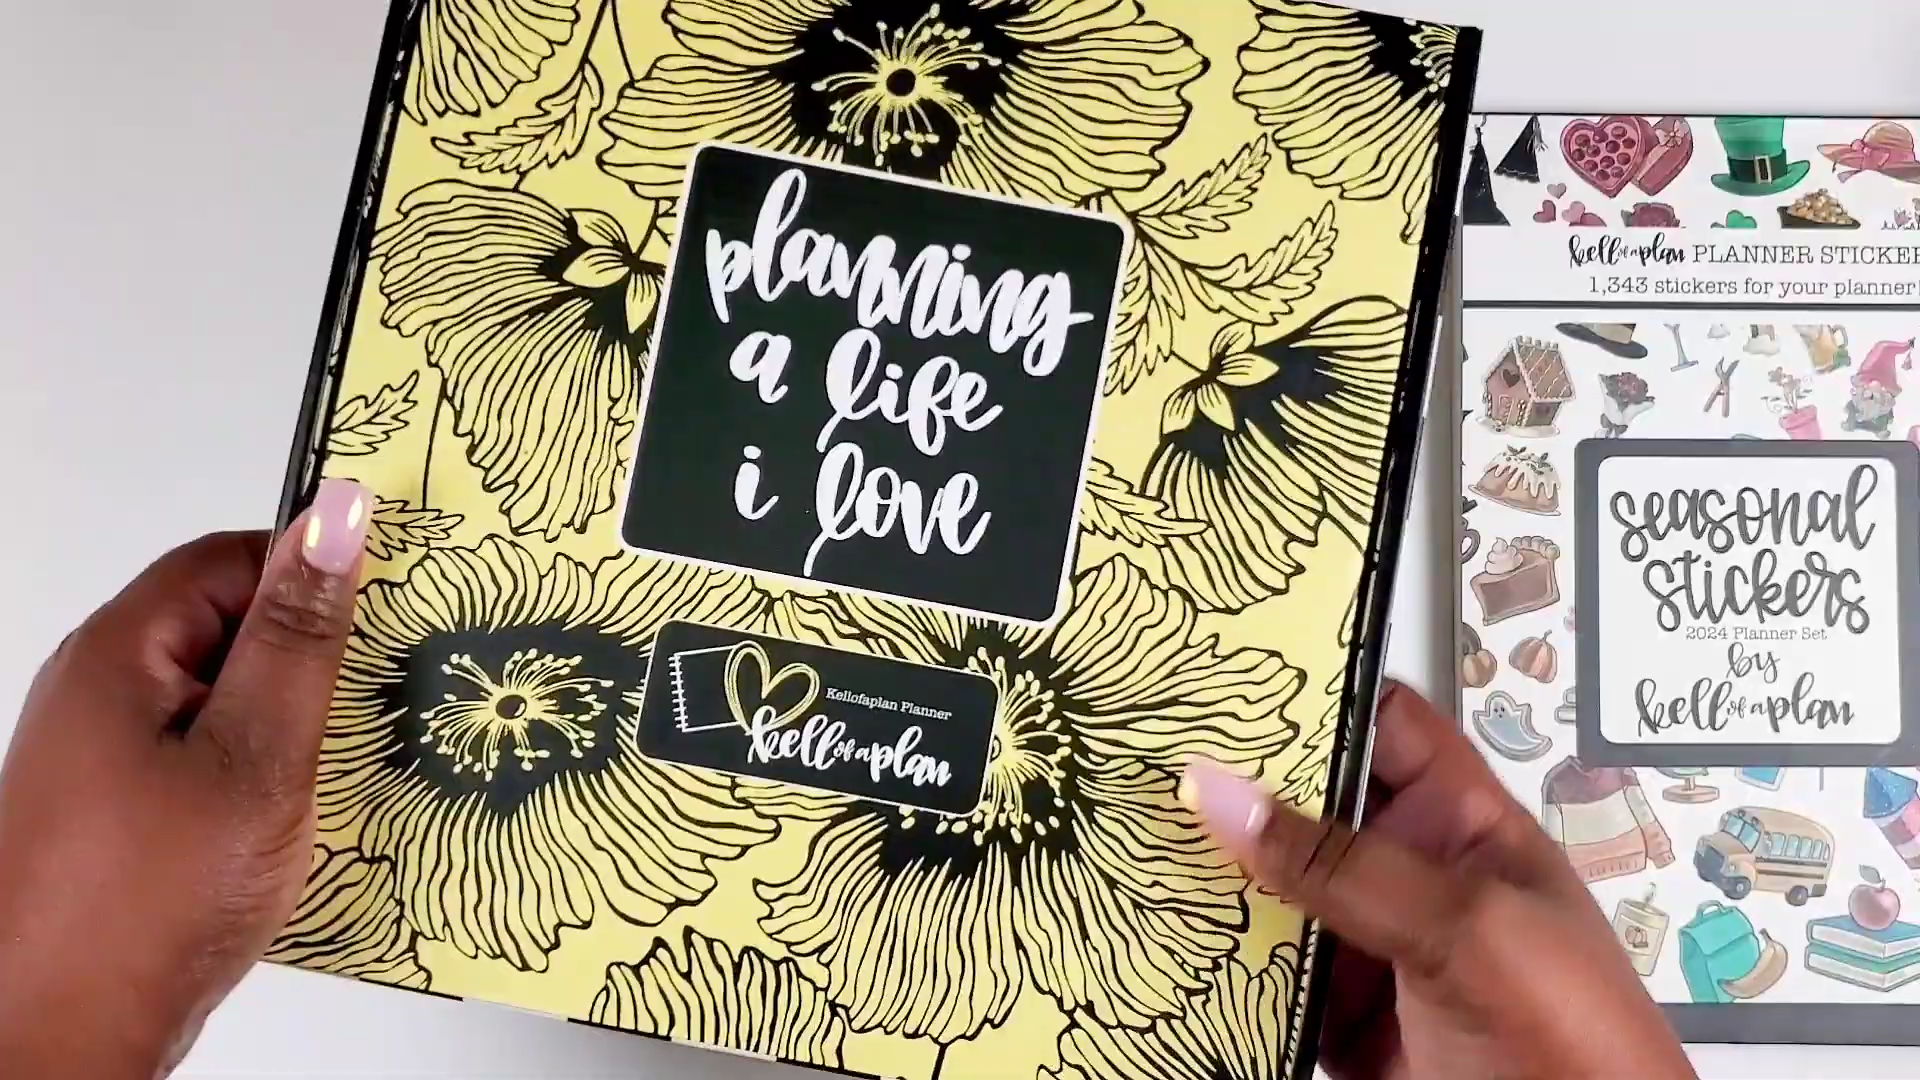 planning
a life
i love
Kellofaplan Planner
kell of a plan
kell of a plan PLANNER STICKER
1,343 stickers for your planner!
seasonal
stickers
2024 Planner Set
by
kell of a plan